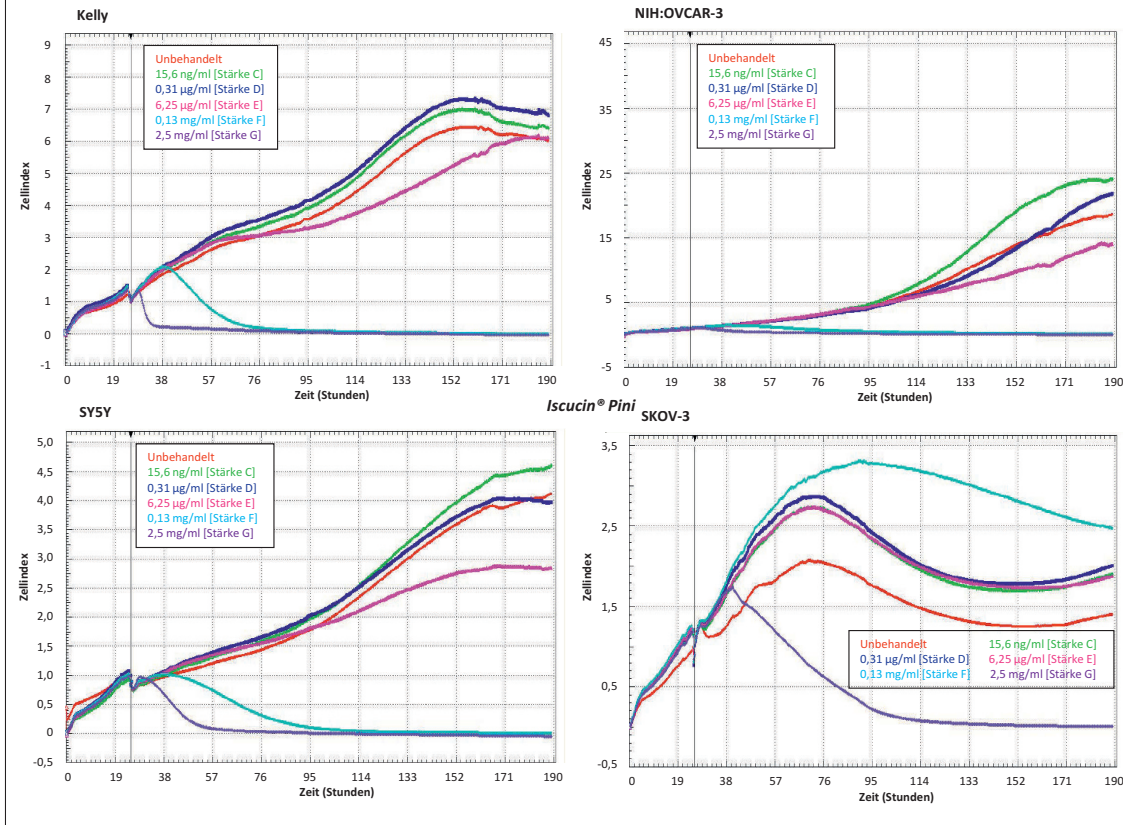 Kelly
Zellindex
9
8
7
6
5
4
3
2
1
0
-1
Unbehandelt
15,6 ng/ml [Stärke C]
0,31 µg/ml [Stärke D]
6,25 µg/ml [Stärke E]
0,13 mg/ml [Stärke F]
2,5 mg/ml [Stärke G]
0 19 38 57 76 95 114 133 152 171 190
Zeit (Stunden)
NIH:OVCAR-3
Zellindex
45
35
25
15
5
-5
Unbehandelt
15,6 ng/ml [Stärke C]
0,31 µg/ml [Stärke D]
6,25 µg/ml [Stärke E]
0,13 mg/ml [Stärke F]
2,5 mg/ml [Stärke G]
0 19 38 57 76 95 114 133 152 171 190
Zeit (Stunden)
Iscucin® Pini
SY5Y
Zellindex
5,0
4,5
4,0
3,5
3,0
2,5
2,0
1,5
1,0
0,5
0
-0,5
Unbehandelt
15,6 ng/ml [Stärke C]
0,31 µg/ml [Stärke D]
6,25 µg/ml [Stärke E]
0,13 mg/ml [Stärke F]
2,5 mg/ml [Stärke G]
0 19 38 57 76 95 114 133 152 171 190
Zeit (Stunden)
SKOV-3
Zellindex
3,5
2,5
1,5
0,5
-0,5
Unbehandelt 15,6 ng/ml [Stärke C]
0,31 µg/ml [Stärke D] 6,25 µg/ml [Stärke E]
0,13 mg/ml [Stärke F] 2,5 mg/ml [Stärke G]
0 19 38 57 76 95 114 133 152 171 190
Zeit (Stunden)